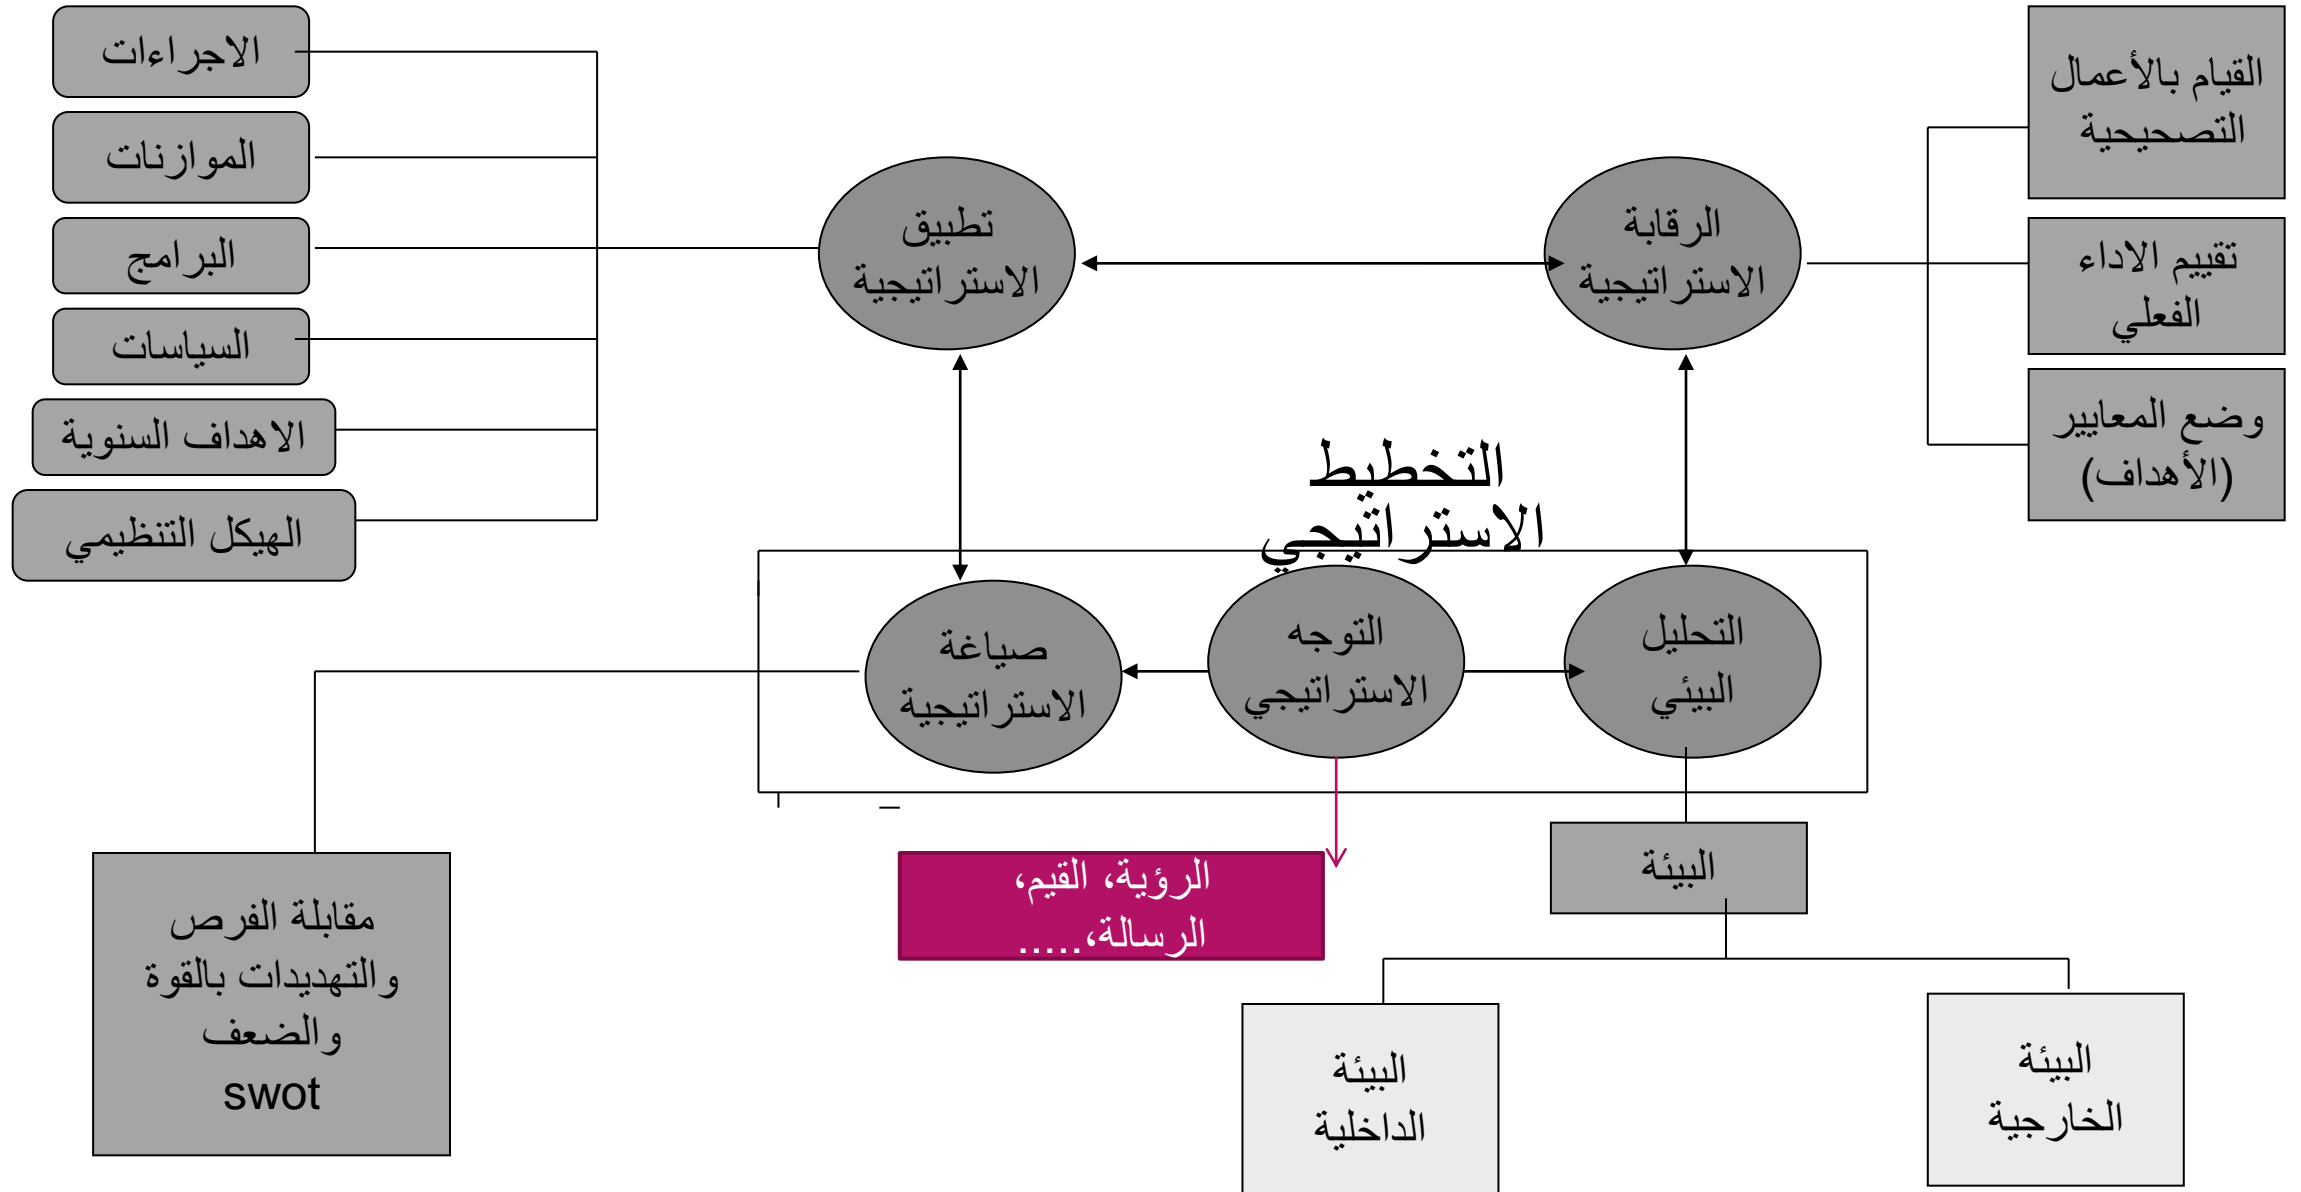 القيام بالأعمال
التصحيحية
تقييم الاداء
الفعلي
وضع المعايير
(الأهداف)
الرقابة
الاستراتيجية
تطبيق
الاستراتيجية
الاجراءات
الموازنات
البرامج
السياسات
الاهداف السنوية
الهيكل التنظيمي
التخطيط
الاستراتيجي
التحليل
البيئي
التوجه
الاستراتيجي
صياغة
الاستراتيجية
البيئة
الرؤية، القيم،
الرسالة،.....
مقابلة الفرص
والتهديدات بالقوة
والضعف
swot
البيئة
الخارجية
البيئة
الداخلية